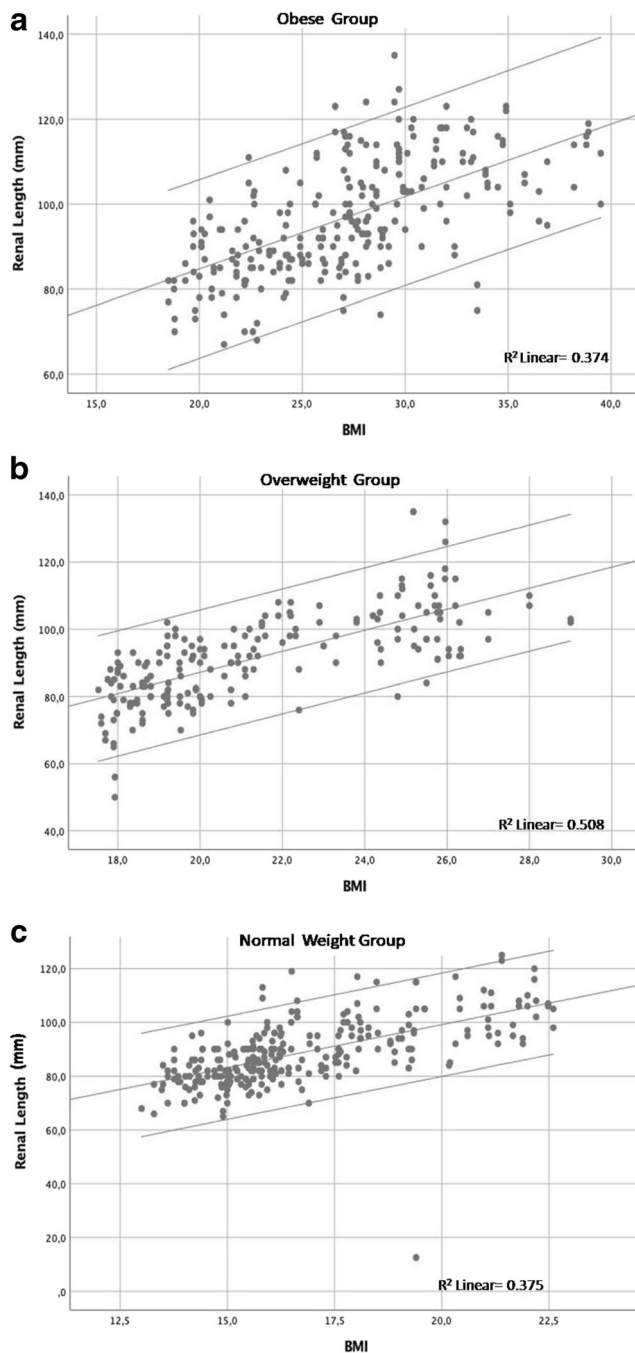 a
Obese Group
140,0
120,0
100,0
80,0
60,0
Renal Length (mm)
R² Linear= 0.374
15,0 20,0 25,0 30,0 35,0 40,0
BMI
b
Overweight Group
140,0
120,0
100,0
80,0
60,0
40,0
Renal Length (mm)
R² Linear= 0.508
18,0 20,0 22,0 24,0 26,0 28,0 30,0
BMI
c
Normal Weight Group
120,0
100,0
80,0
60,0
40,0
20,0
,0
Renal Length (mm)
R² Linear= 0.375
12,5 15,0 17,5 20,0 22,5
BMI